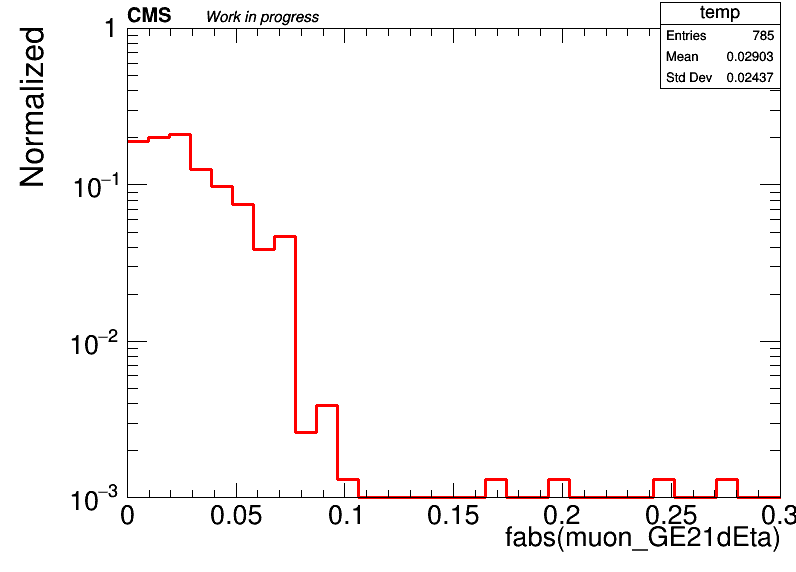 CMS Work in progress
temp
Entries 785
Mean 0.02903
Std Dev 0.02437
Normalized
1
10⁻¹
10⁻²
10⁻³
0 0.05 0.1 0.15 0.2 0.25 0.3
fabs(muon_GE21dEta)